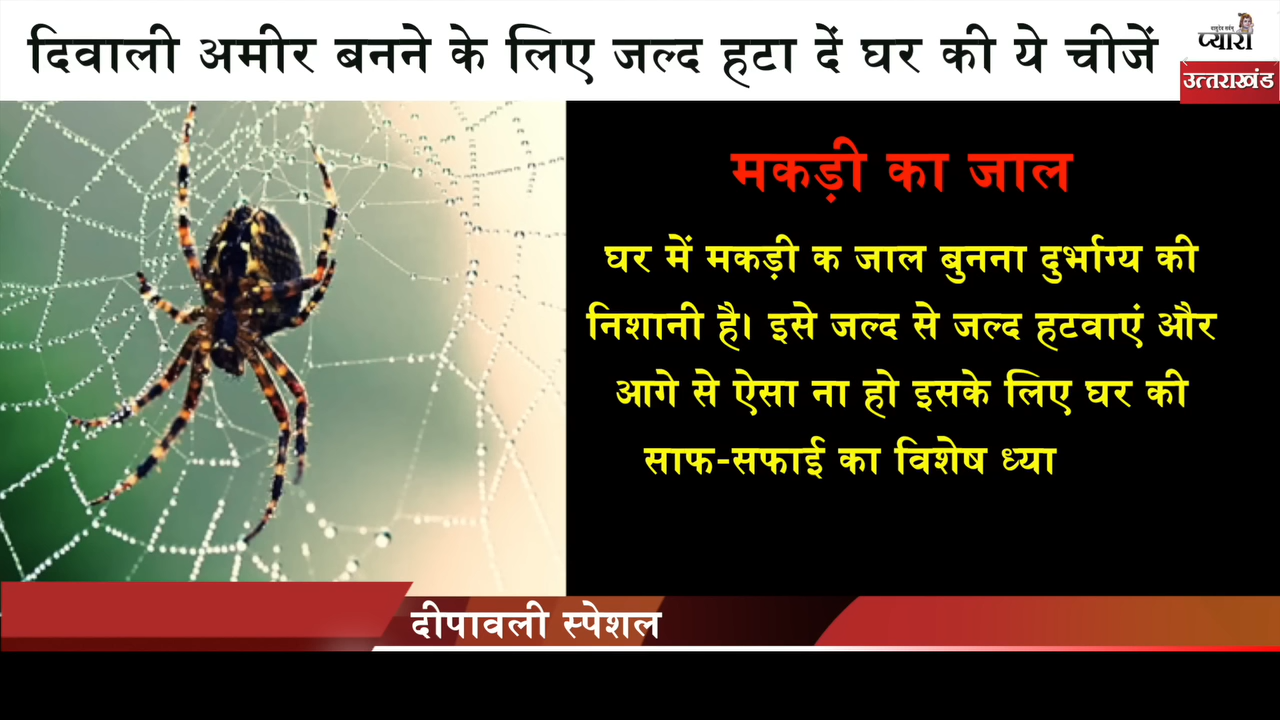 दिवाली अमीर बनने के लिए जल्द हटा दें घर की ये चीजें
प्यारा
उत्तराखंड
मकड़ी का जाल
घर में मकड़ी क जाल बुनना दुर्भाग्य की
निशानी है। इसे जल्द से जल्द हटवाएं और
आगे से ऐसा ना हो इसके लिए घर की
साफ-सफाई का विशेष ध्या
दीपावली स्पेशल